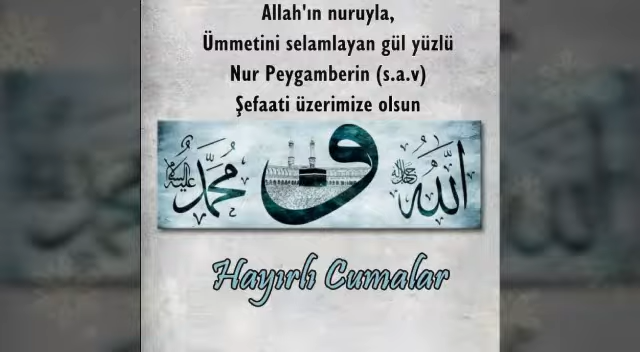 Allah'ın nuruyla,
Ümmetini selamlayan gül yüzlü
Nur Peygamberin (s.a.v)
Şefaati üzerimize olsun
محمد و الله
Hayırlı Cumalar